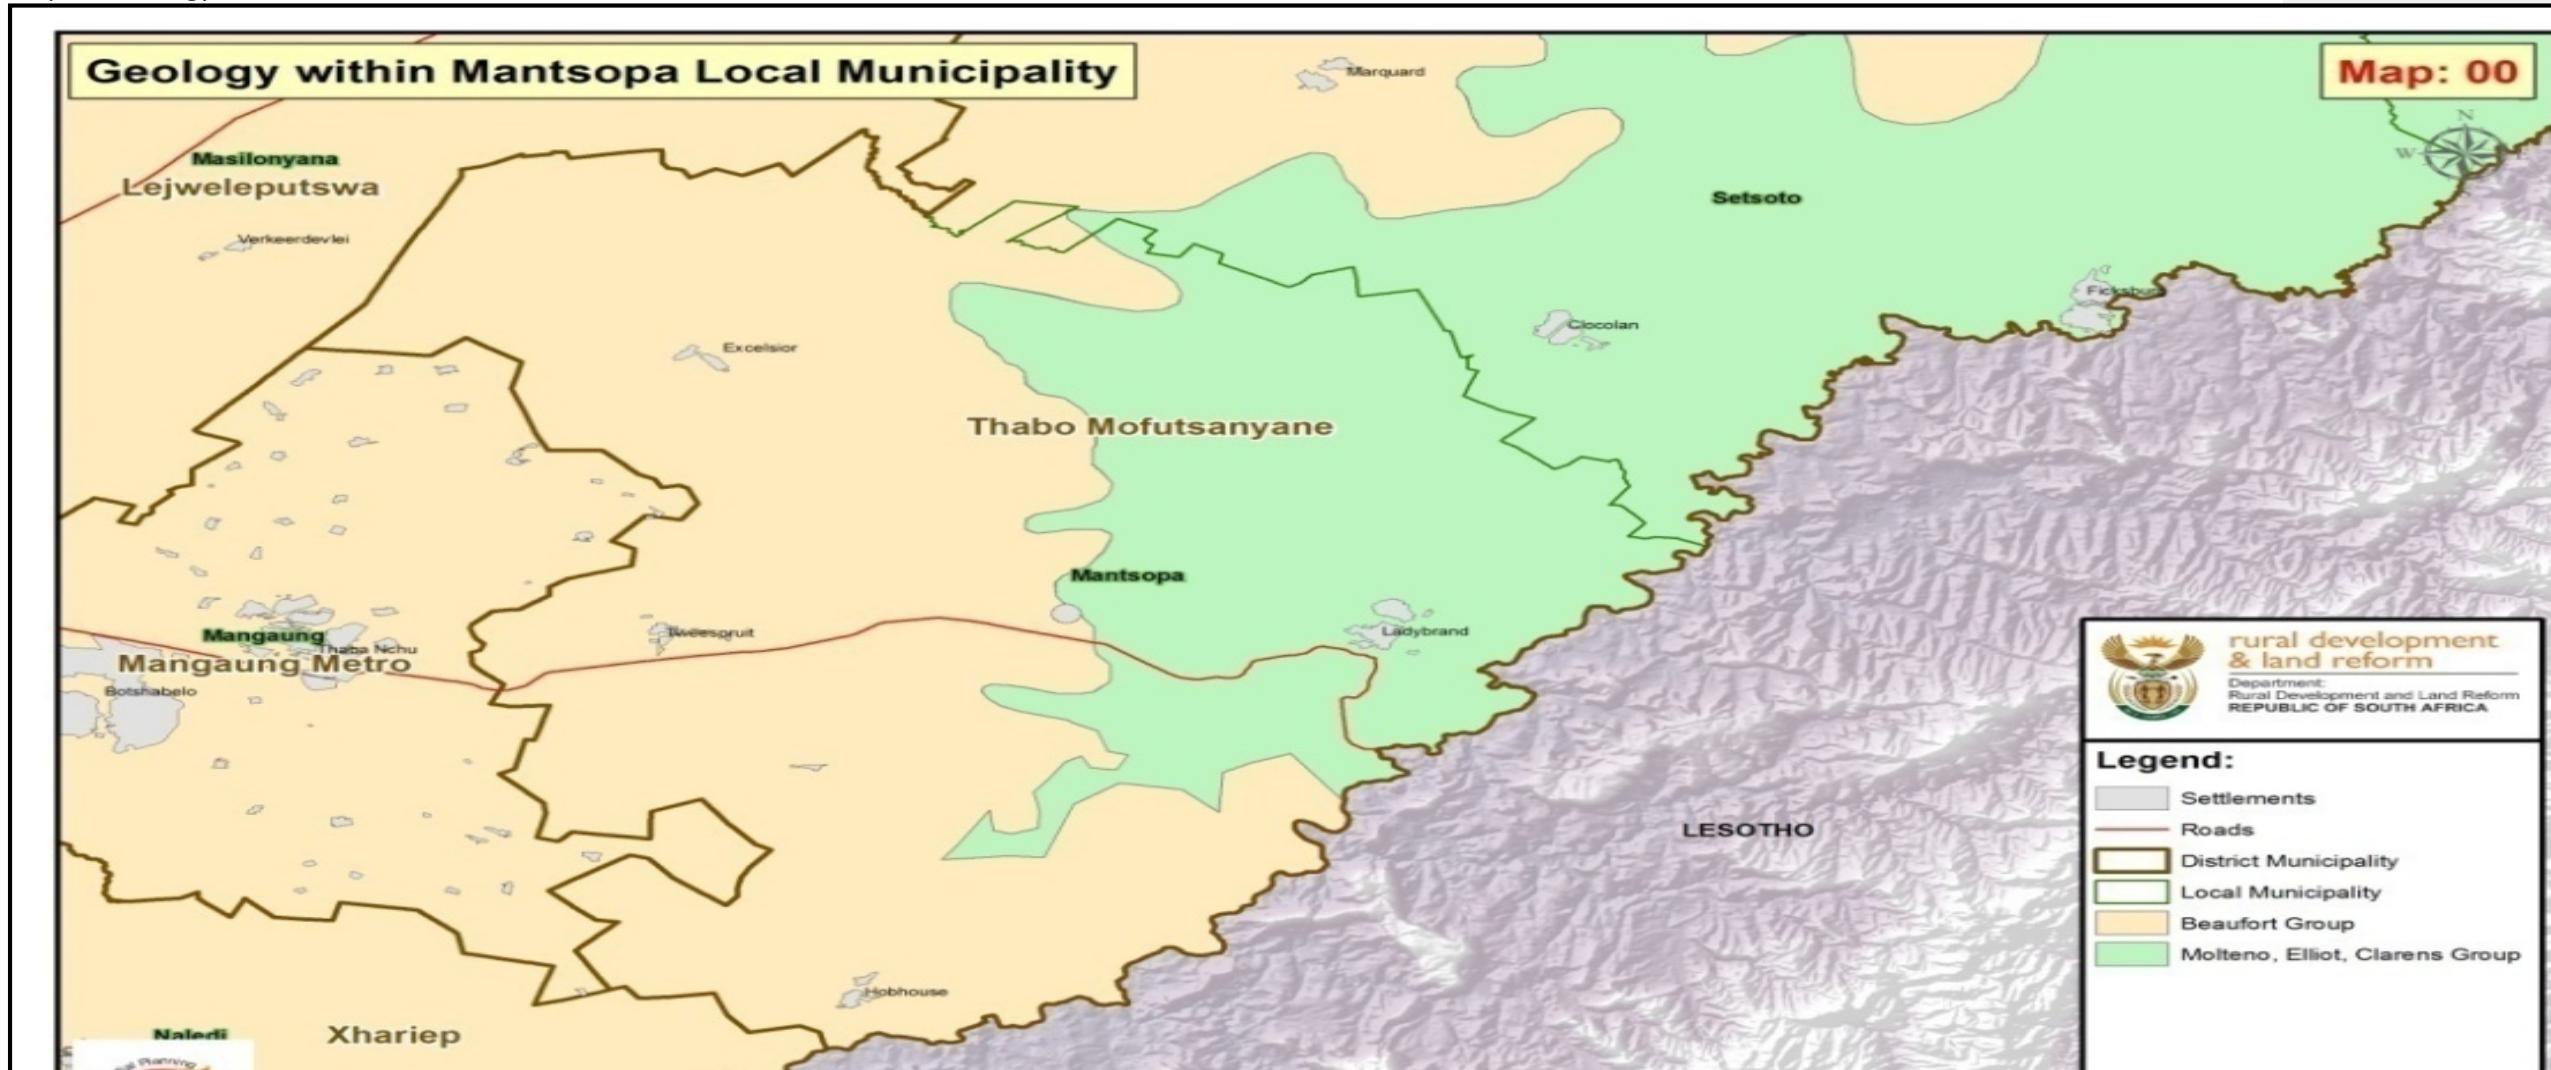 Geology within Mantsopa Local Municipality
Map: 00
Marquard
N
W
E
Masilonyana
Lejweleputswa
Setsoto
Verkeerdevlei
Ficksburg
Clocolan
Excelsior
Thabo Mofutsanyane
Mantsopa
Tweespruit
Ladybrand
Mangaung
Thaba Nchu
Mangaung Metro
Botshabelo
LESOTHO
Hobhouse
Naledi
Xhariep
Planning
rural development
& land reform
Department:
Rural Development and Land Reform
REPUBLIC OF SOUTH AFRICA
Legend:
Settlements
Roads
District Municipality
Local Municipality
Beaufort Group
Molteno, Elliot, Clarens Group